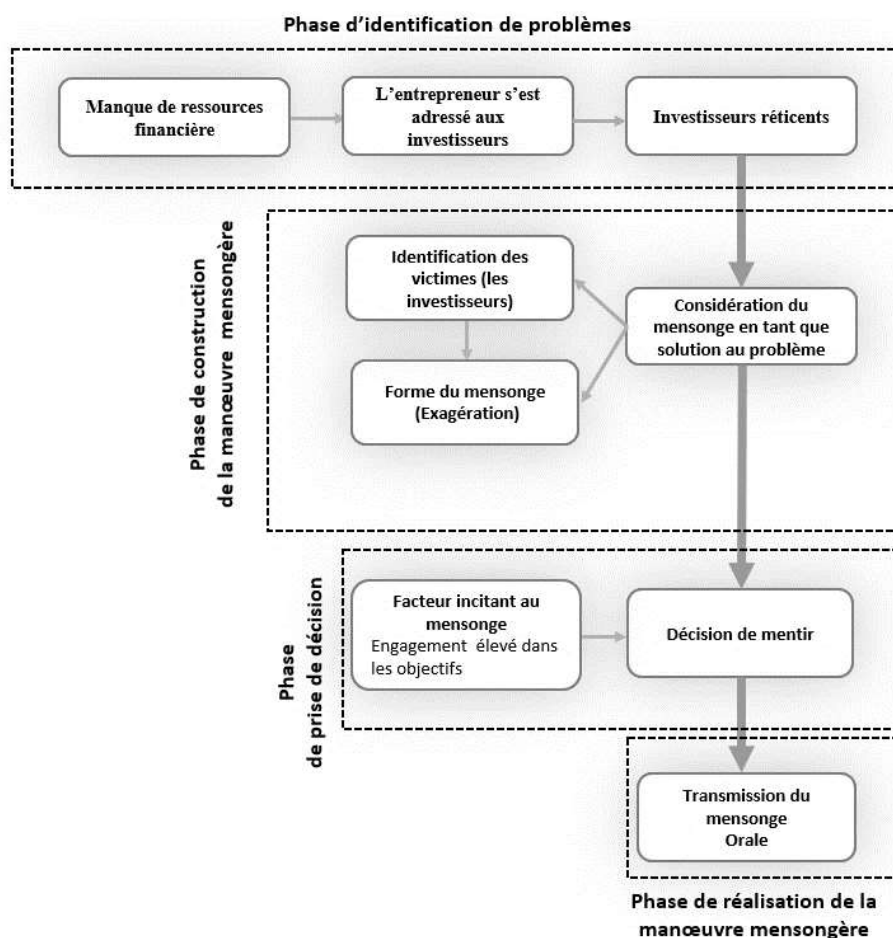 Phase d’identification de problèmes
Manque de ressources
financière
L’entrepreneur s’est
adressé aux
investisseurs
Investisseurs réticents
Phase de construction
de la manœuvre mensongère
Identification des
victimes (les
investisseurs)
Considération du
mensonge en tant que
solution au problème
Forme du mensonge
(Exagération)
Phase
de prise de décision
Facteur incitant au
mensonge
Engagement élevé dans
les objectifs
Décision de mentir
Transmission du
mensonge
Orale
Phase de réalisation de la
manœuvre mensongère